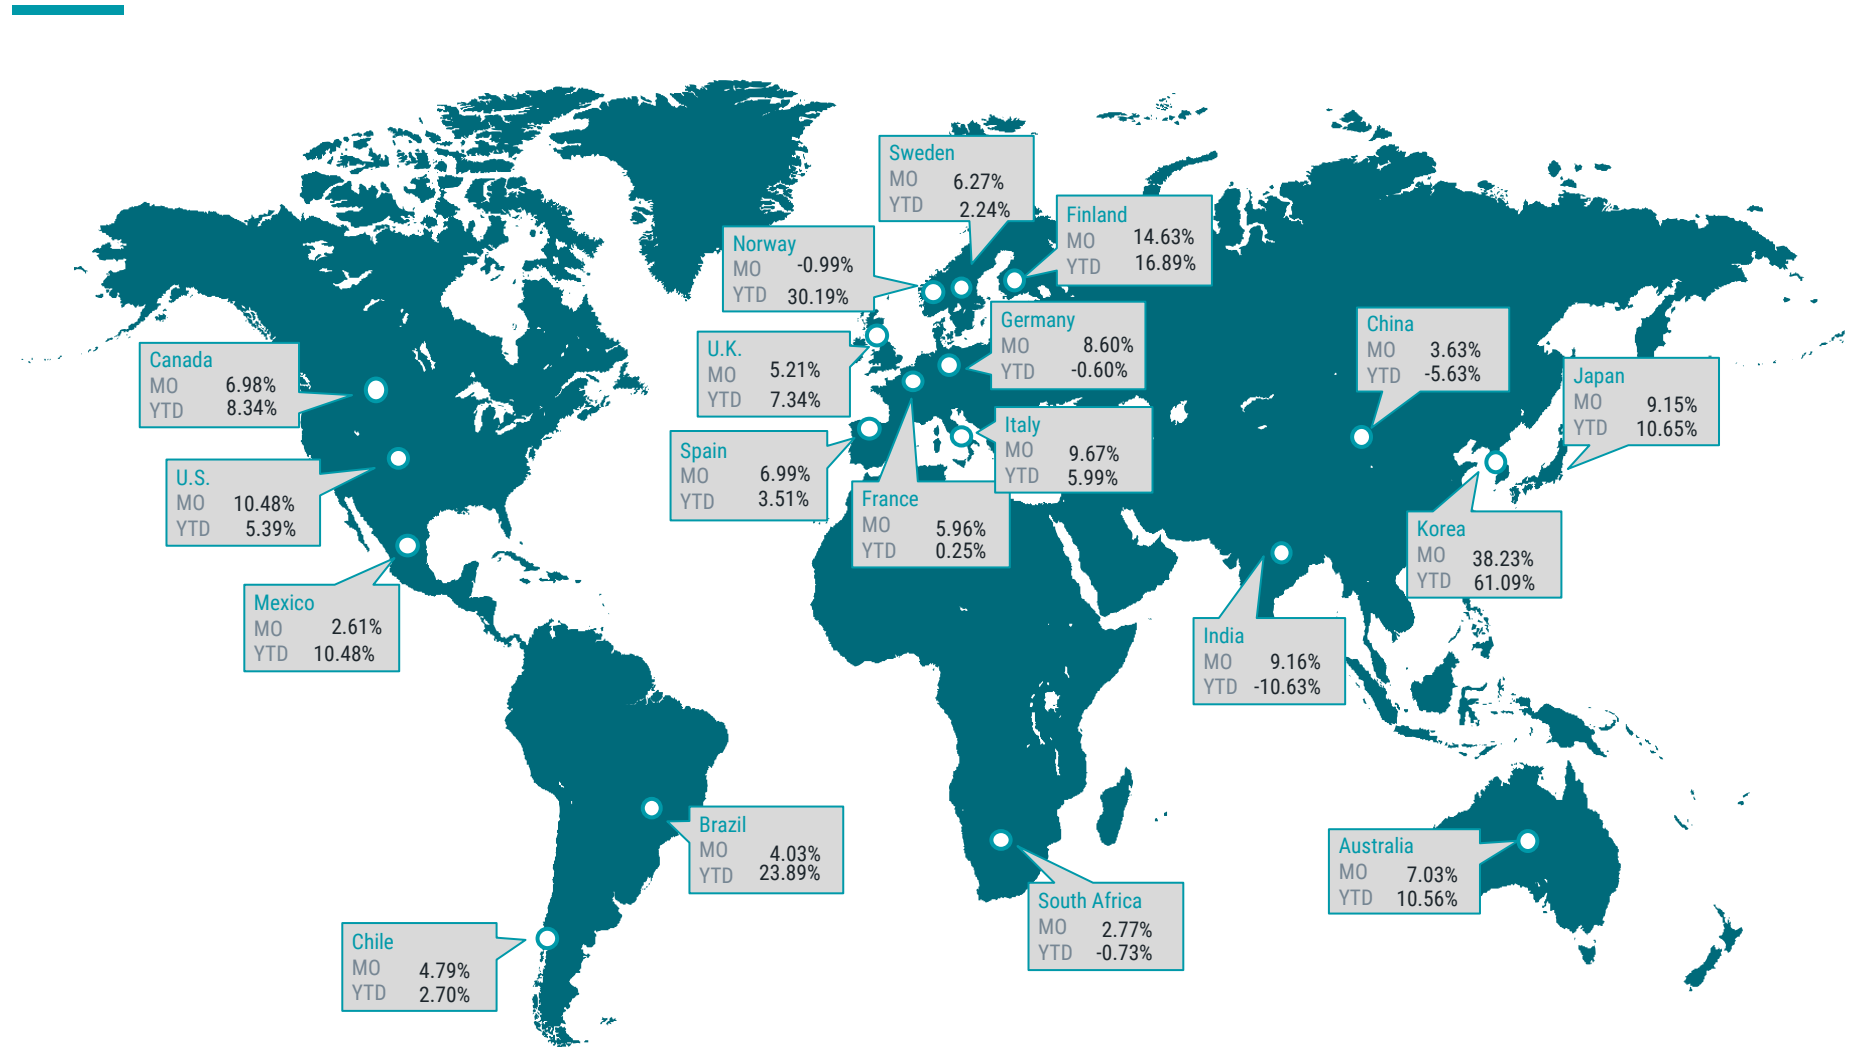 Sweden
MO 6.27%
YTD 2.24%
Finland
MO 14.63%
YTD 16.89%
Norway
MO -0.99%
YTD 30.19%
Germany
MO 8.60%
YTD -0.60%
U.K.
MO 5.21%
YTD 7.34%
China
MO 3.63%
YTD -5.63%
Canada
MO 6.98%
YTD 8.34%
Japan
MO 9.15%
YTD 10.65%
Italy
MO 9.67%
YTD 5.99%
Spain
MO 6.99%
YTD 3.51%
U.S.
MO 10.48%
YTD 5.39%
France
MO 5.96%
YTD 0.25%
Korea
MO 38.23%
YTD 61.09%
Mexico
MO 2.61%
YTD 10.48%
India
MO 9.16%
YTD -10.63%
Brazil
MO 4.03%
YTD 23.89%
Australia
MO 7.03%
YTD 10.56%
South Africa
MO 2.77%
YTD -0.73%
Chile
MO 4.79%
YTD 2.70%